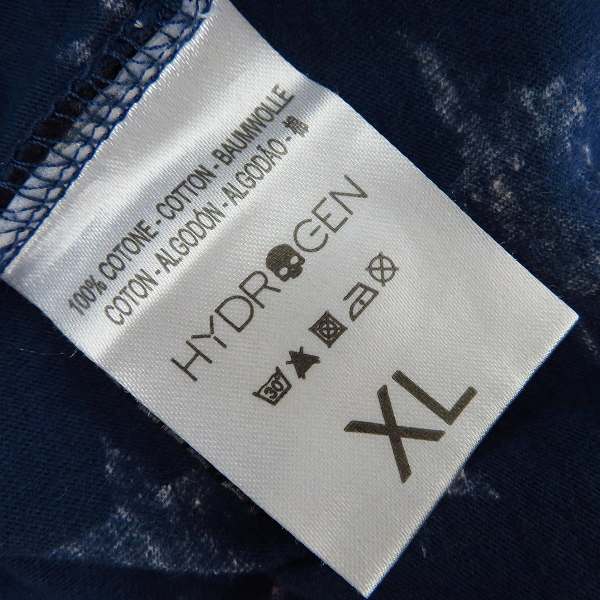 100% COTONE - COTTON - BAUMWOLLE
COTON - ALGODÓN - ALGODÃO - 棉
HYDROGEN
30°
XL